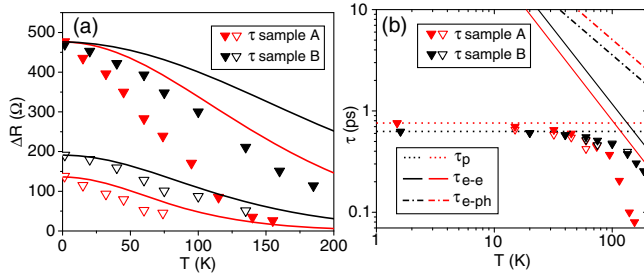 (a)
τ sample A
τ sample B
ΔR (Ω)
500
400
300
200
100
0
0 50 100 150 200
T (K)
(b)
τ sample A
τ sample B
τ (ps)
10
1
0.1
τp
τe-e
τe-ph
1 10 100
T (K)